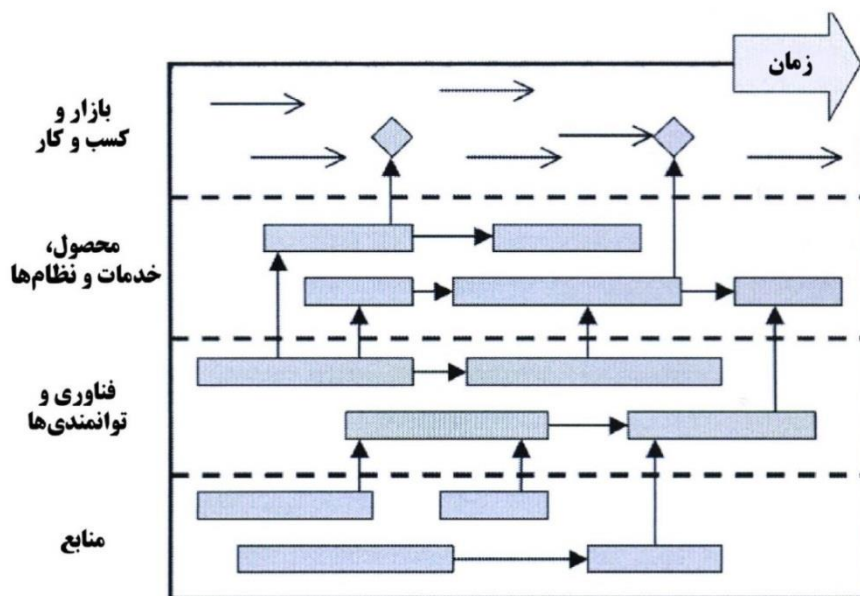 زمان
بازار و
کسب و کار
محصول،
خدمات و نظام‌ها
فناوری و
توانمندی‌ها
منابع